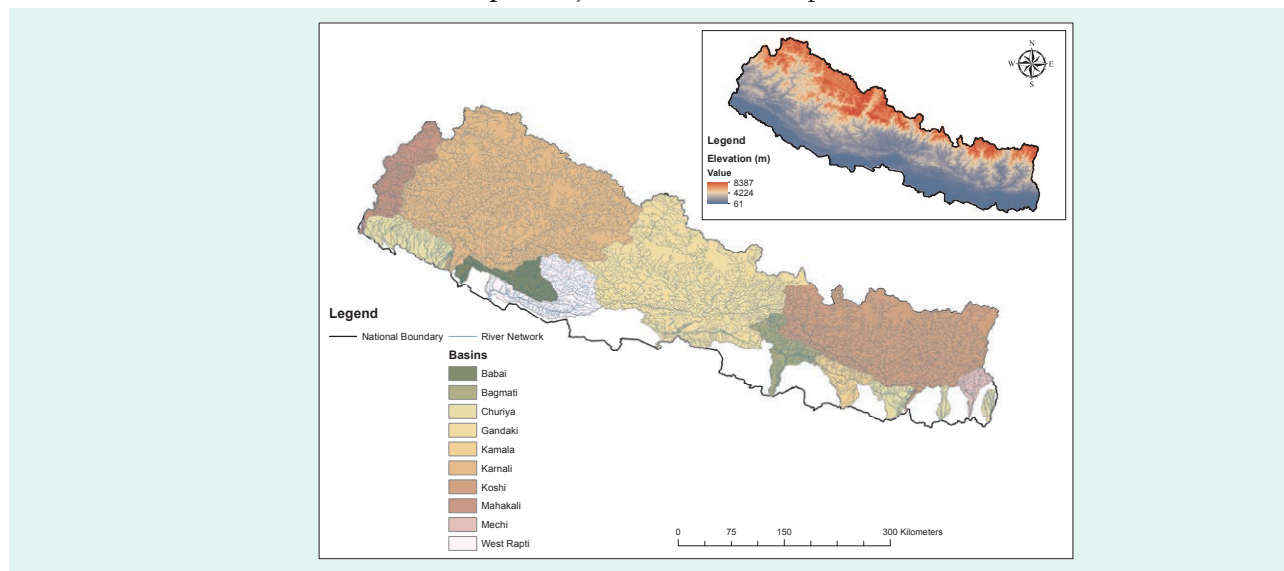 N
W E
S
Legend
Elevation (m)
Value
8387
4224
61
Legend
National Boundary River Network
Basins
Babai
Bagmati
Churiya
Gandaki
Kamala
Karnali
Koshi
Mahakali
Mechi
West Rapti
0 75 150 300 Kilometers